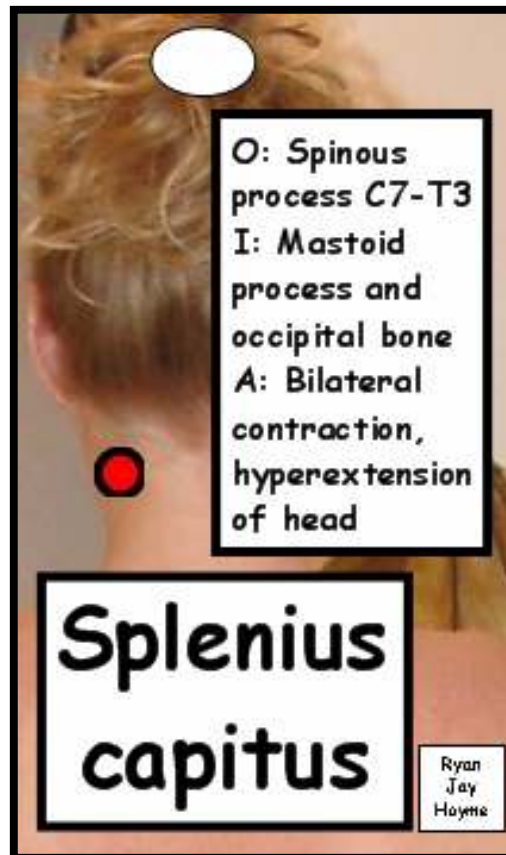 O: Spinous
process C7-T3
I: Mastoid
process and
occipital bone
A: Bilateral
contraction,
hyperextension
of head
Splenius
capitus
Ryan
Jay
Hoyme